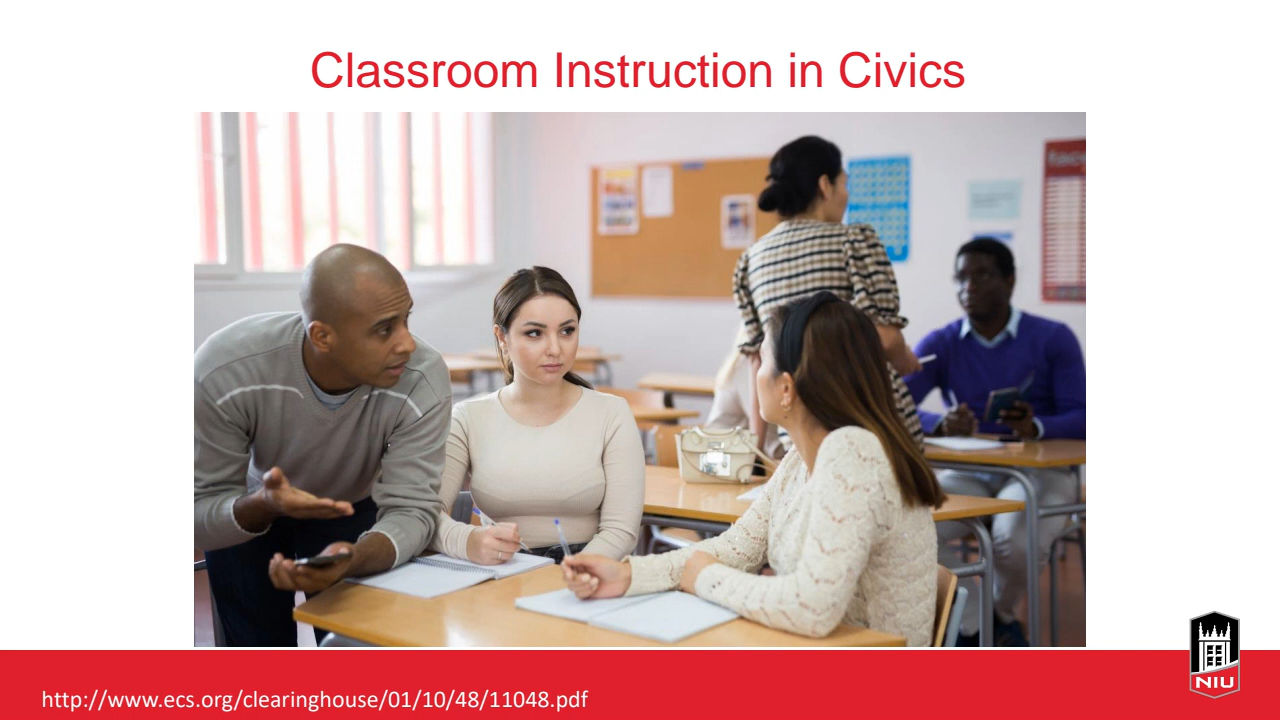 Classroom Instruction in Civics
http://www.ecs.org/clearinghouse/01/10/48/11048.pdf
NIU